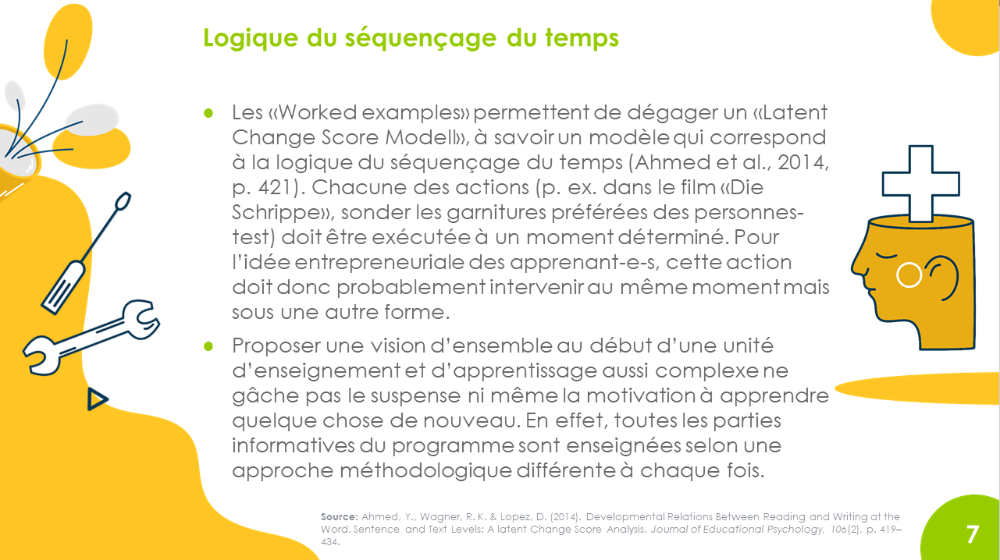 Logique du séquençage du temps
● Les «Worked examples» permettent de dégager un «Latent
Change Score Modell», à savoir un modèle qui correspond
à la logique du séquençage du temps (Ahmed et al., 2014,
p. 421). Chacune des actions (p. ex. dans le film «Die
Schrippe», sonder les garnitures préférées des personnes-
test) doit être exécutée à un moment déterminé. Pour
l’idée entrepreneuriale des apprenant-e-s, cette action
doit donc probablement intervenir au même moment mais
sous une autre forme.
● Proposer une vision d’ensemble au début d’une unité
d’enseignement et d’apprentissage aussi complexe ne
gâche pas le suspense ni même la motivation à apprendre
quelque chose de nouveau. En effet, toutes les parties
informatives du programme sont enseignées selon une
approche méthodologique différente à chaque fois.
Source: Ahmed, Y., Wagner, R. K. & Lopez, D. (2014). Developmental Relations Between Reading and Writing at the
Word, Sentence and Text Levels: A latent Change Score Analysis. Journal of Educational Psychology, 106(2), p. 419–
434.
7